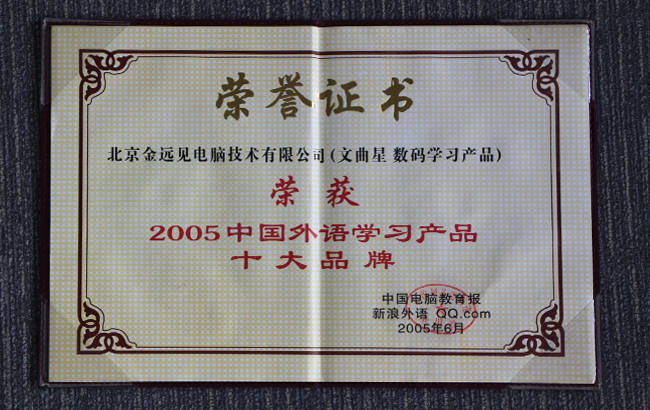 荣誉证书
北京金远见电脑技术有限公司(文曲星 数码学习产品)
荣获
2005中国外语学习产品
十大品牌
中国电脑教育报
新浪外语 QQ.com
2005年6月